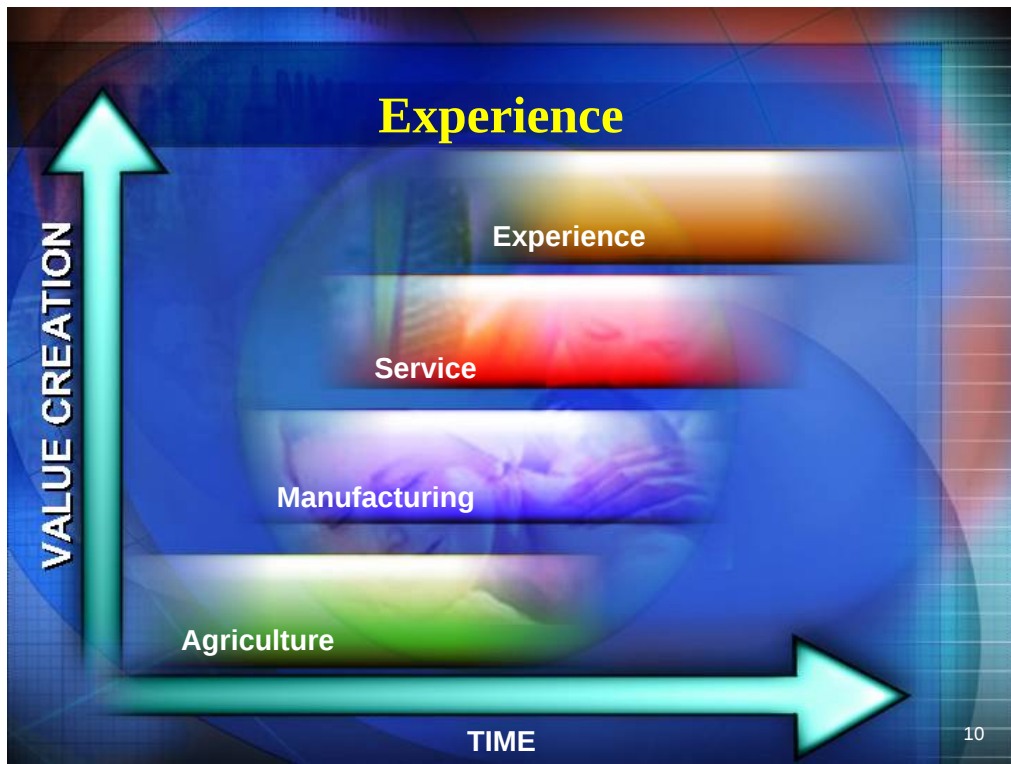 Experience
Experience
Service
Manufacturing
Agriculture
VALUE CREATION
TIME
10